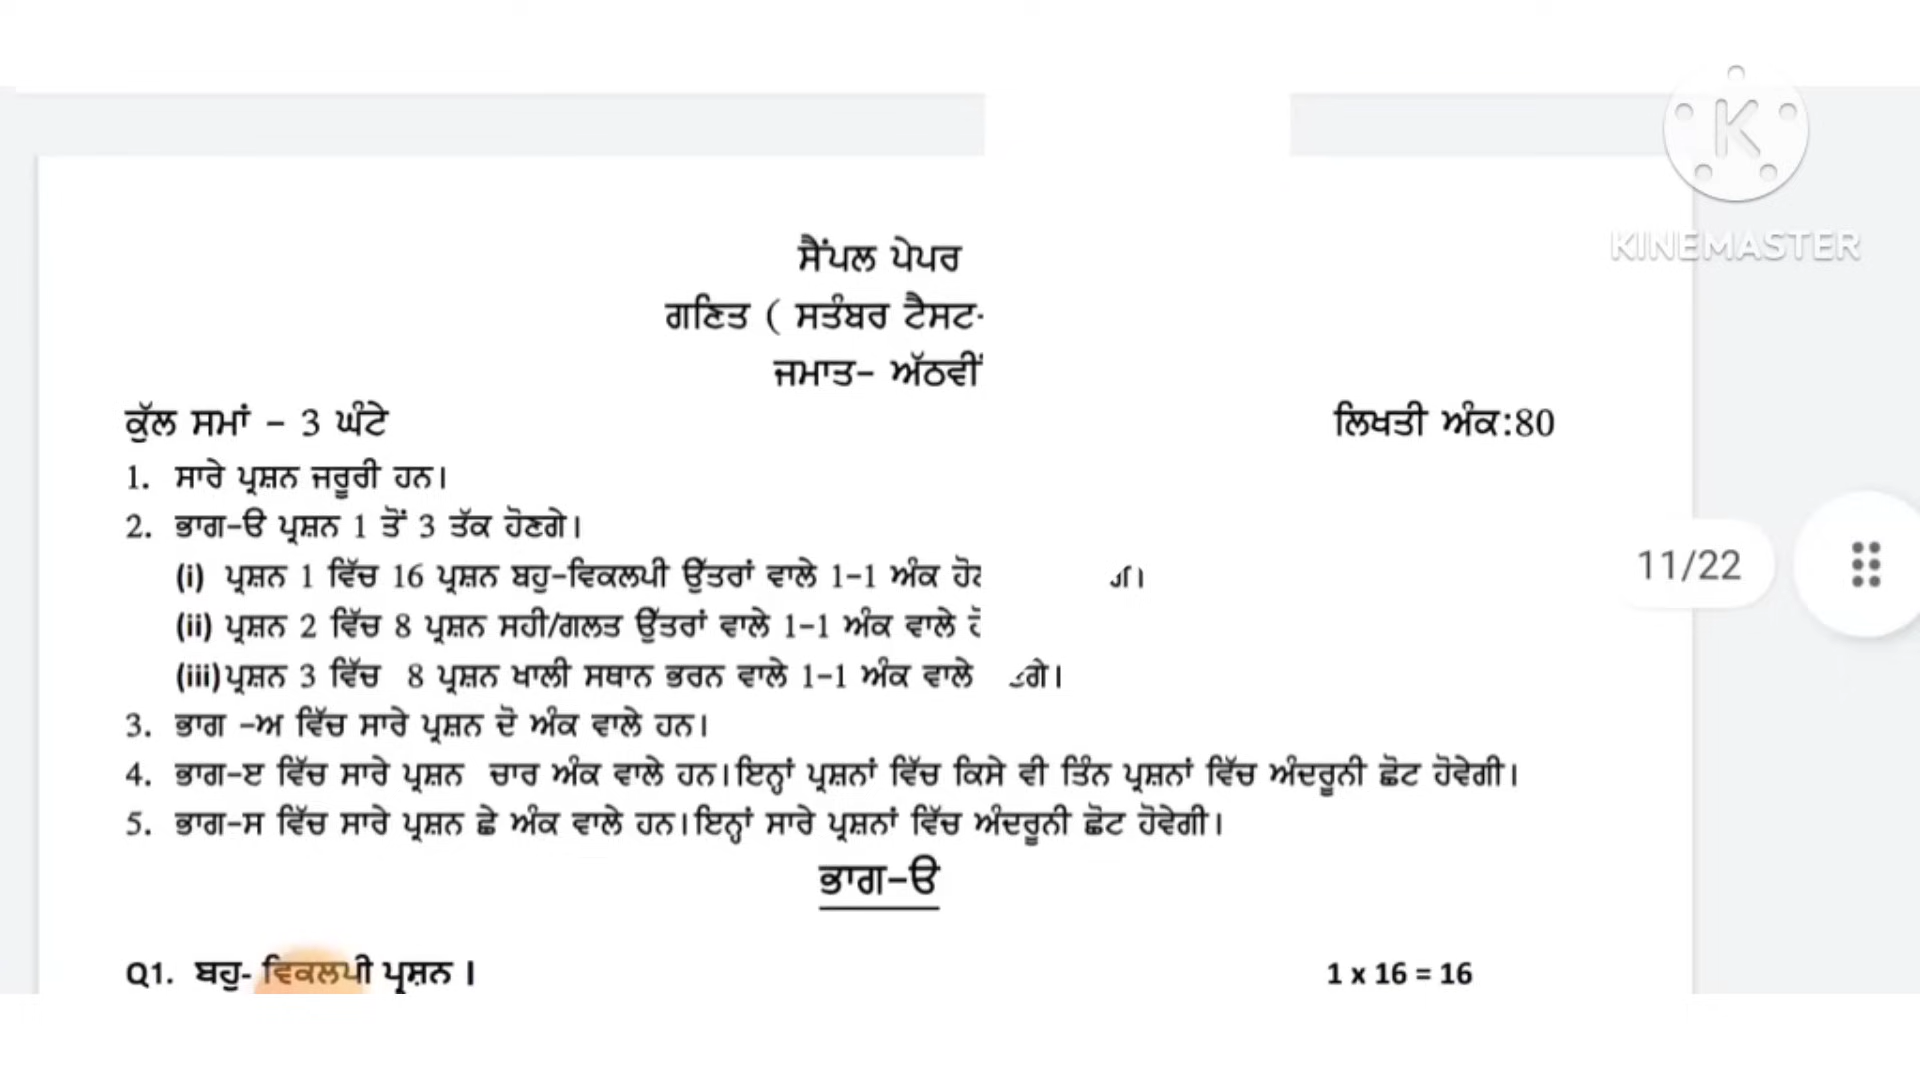 KINEMASTER
ਸੈਂਪਲ ਪੇਪਰ
ਗਣਿਤ ( ਸਤੰਬਰ ਟੈਸਟ-
ਜਮਾਤ– ਅੱਠਵੀਂ
ਕੁੱਲ ਸਮਾਂ – 3 ਘੰਟੇ ਲਿਖਤੀ ਅੰਕ:80
1. ਸਾਰੇ ਪ੍ਰਸ਼ਨ ਜਰੂਰੀ ਹਨ।
2. ਭਾਗ–ੳ ਪ੍ਰਸ਼ਨ 1 ਤੋਂ 3 ਤੱਕ ਹੋਣਗੇ।
(i) ਪ੍ਰਸ਼ਨ 1 ਵਿੱਚ 16 ਪ੍ਰਸ਼ਨ ਬਹੁ–ਵਿਕਲਪੀ ਉੱਤਰਾਂ ਵਾਲੇ 1–1 ਅੰਕ
11/22
(ii) ਪ੍ਰਸ਼ਨ 2 ਵਿੱਚ 8 ਪ੍ਰਸ਼ਨ ਸਹੀ/ਗਲਤ ਉੱਤਰਾਂ ਵਾਲੇ 1–1 ਅੰਕ ਵਾਲੇ
(iii) ਪ੍ਰਸ਼ਨ 3 ਵਿੱਚ 8 ਪ੍ਰਸ਼ਨ ਖਾਲੀ ਸਥਾਨ ਭਰਨ ਵਾਲੇ 1–1 ਅੰਕ ਵਾਲੇ
3. ਭਾਗ –ਅ ਵਿੱਚ ਸਾਰੇ ਪ੍ਰਸ਼ਨ ਦੋ ਅੰਕ ਵਾਲੇ ਹਨ।
4. ਭਾਗ–ੲ ਵਿੱਚ ਸਾਰੇ ਪ੍ਰਸ਼ਨ ਚਾਰ ਅੰਕ ਵਾਲੇ ਹਨ।ਇਨ੍ਹਾਂ ਪ੍ਰਸ਼ਨਾਂ ਵਿੱਚ ਕਿਸੇ ਵੀ ਤਿੰਨ ਪ੍ਰਸ਼ਨਾਂ ਵਿੱਚ ਅੰਦਰੂਨੀ ਛੋਟ ਹੋਵੇਗੀ।
5. ਭਾਗ–ਸ ਵਿੱਚ ਸਾਰੇ ਪ੍ਰਸ਼ਨ ਛੇ ਅੰਕ ਵਾਲੇ ਹਨ।ਇਨ੍ਹਾਂ ਸਾਰੇ ਪ੍ਰਸ਼ਨਾਂ ਵਿੱਚ ਅੰਦਰੂਨੀ ਛੋਟ ਹੋਵੇਗੀ।
ਭਾਗ–ੳ
Q1. ਬਹੁ- ਵਿਕਲਪੀ ਪ੍ਰਸ਼ਨ । 1 x 16 = 16